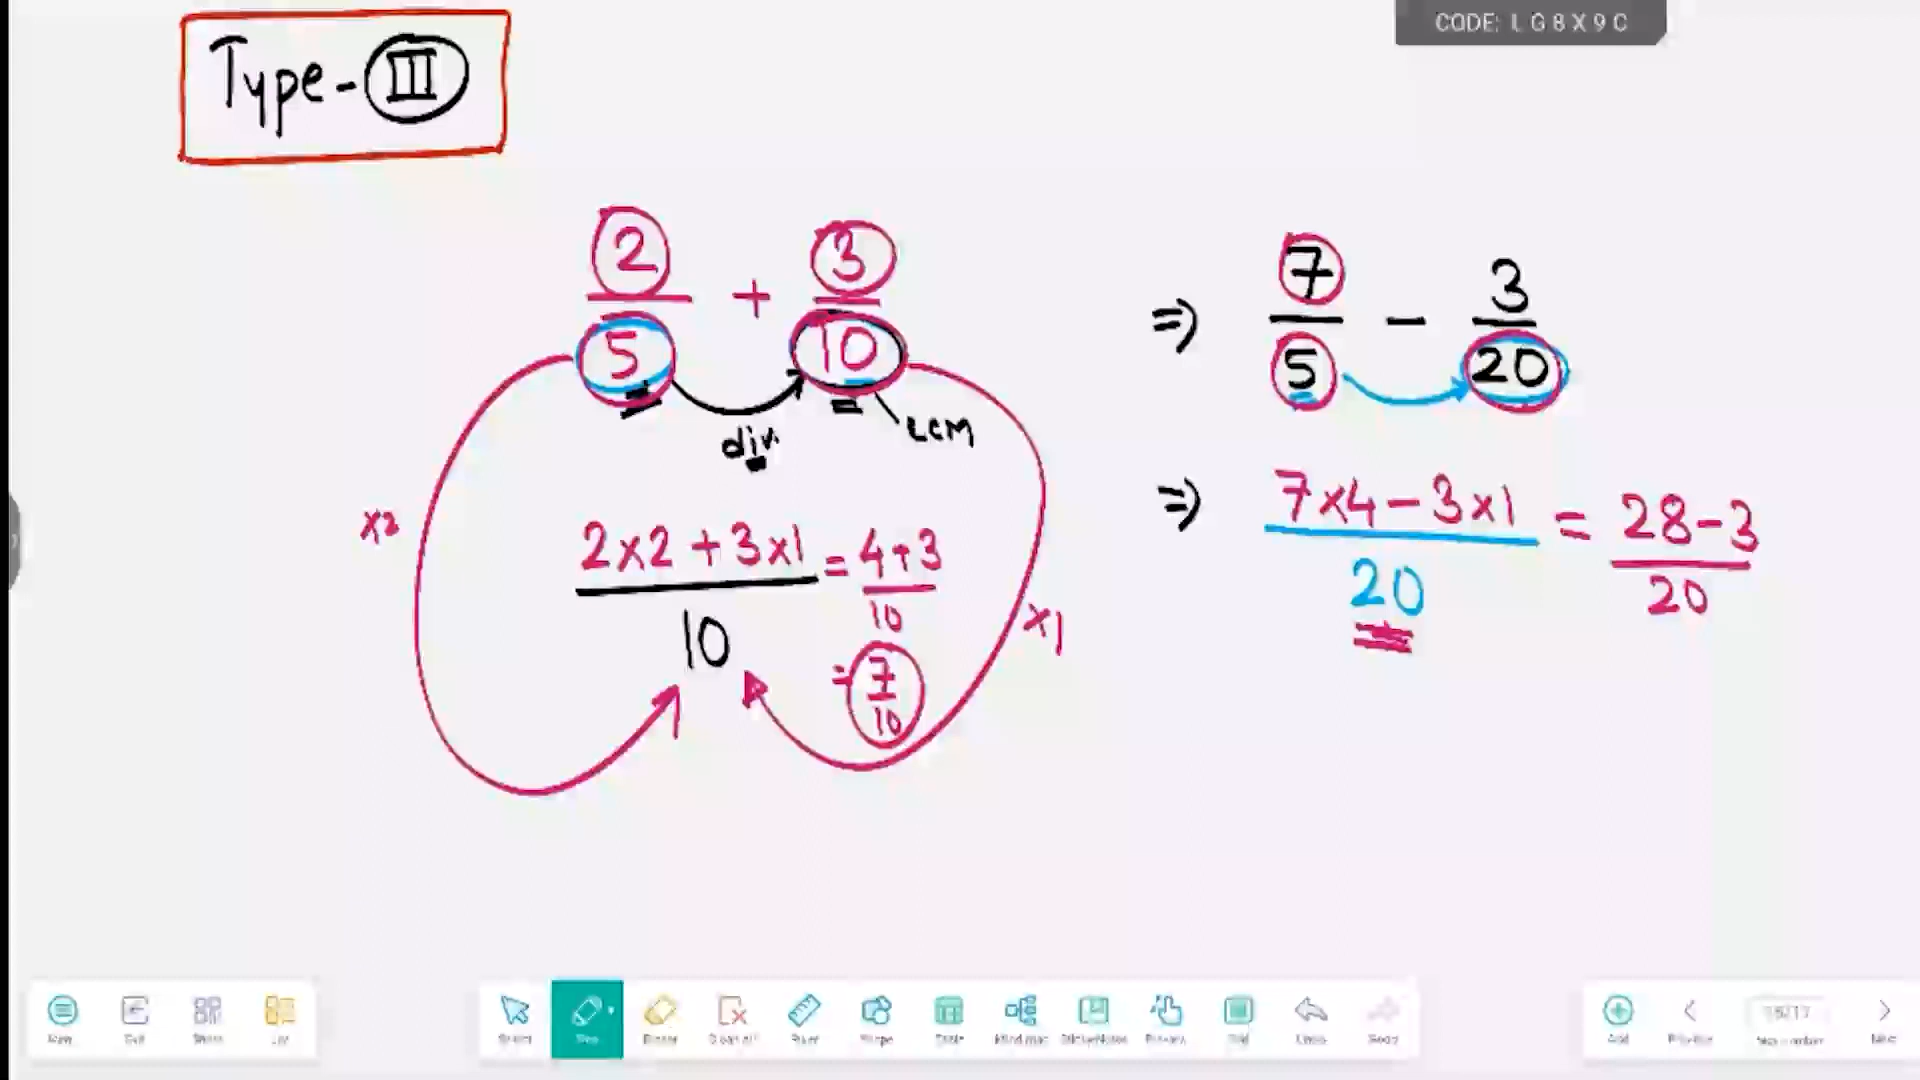 CODE: L G 8 X 9 C
Type - III
2/5 + 3/10
div.
LCM
x2
2x2 + 3x1 / 10 = 4+3 / 10
= 7/10
x1
=) 7/5 - 3/20
=) 7x4 - 3x1 / 20 = 28-3 / 20